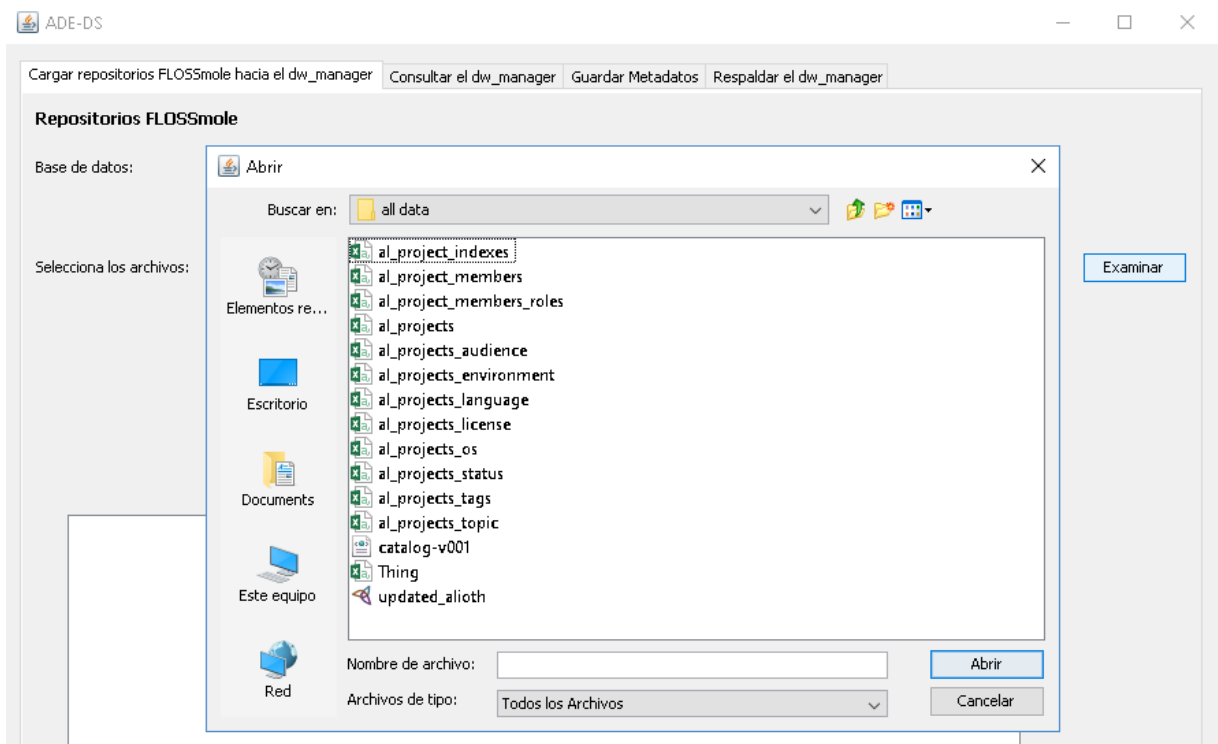 ADE-DS
Cargar repositorios FLOSSmole hacia el dw_manager
Consultar el dw_manager
Guardar Metadatos
Respaldar el dw_manager
Repositorios FLOSSmole
Base de datos:
Abrir
Buscar en:
all data
Selecciona los archivos:
Examinar
Elementos re...
Escritorio
Documents
Este equipo
Red
al_project_indexes
al_project_members
al_project_members_roles
al_projects
al_projects_audience
al_projects_environment
al_projects_language
al_projects_license
al_projects_os
al_projects_status
al_projects_tags
al_projects_topic
catalog-v001
Thing
updated_alioth
Nombre de archivo:
Abrir
Archivos de tipo:
Todos los Archivos
Cancelar